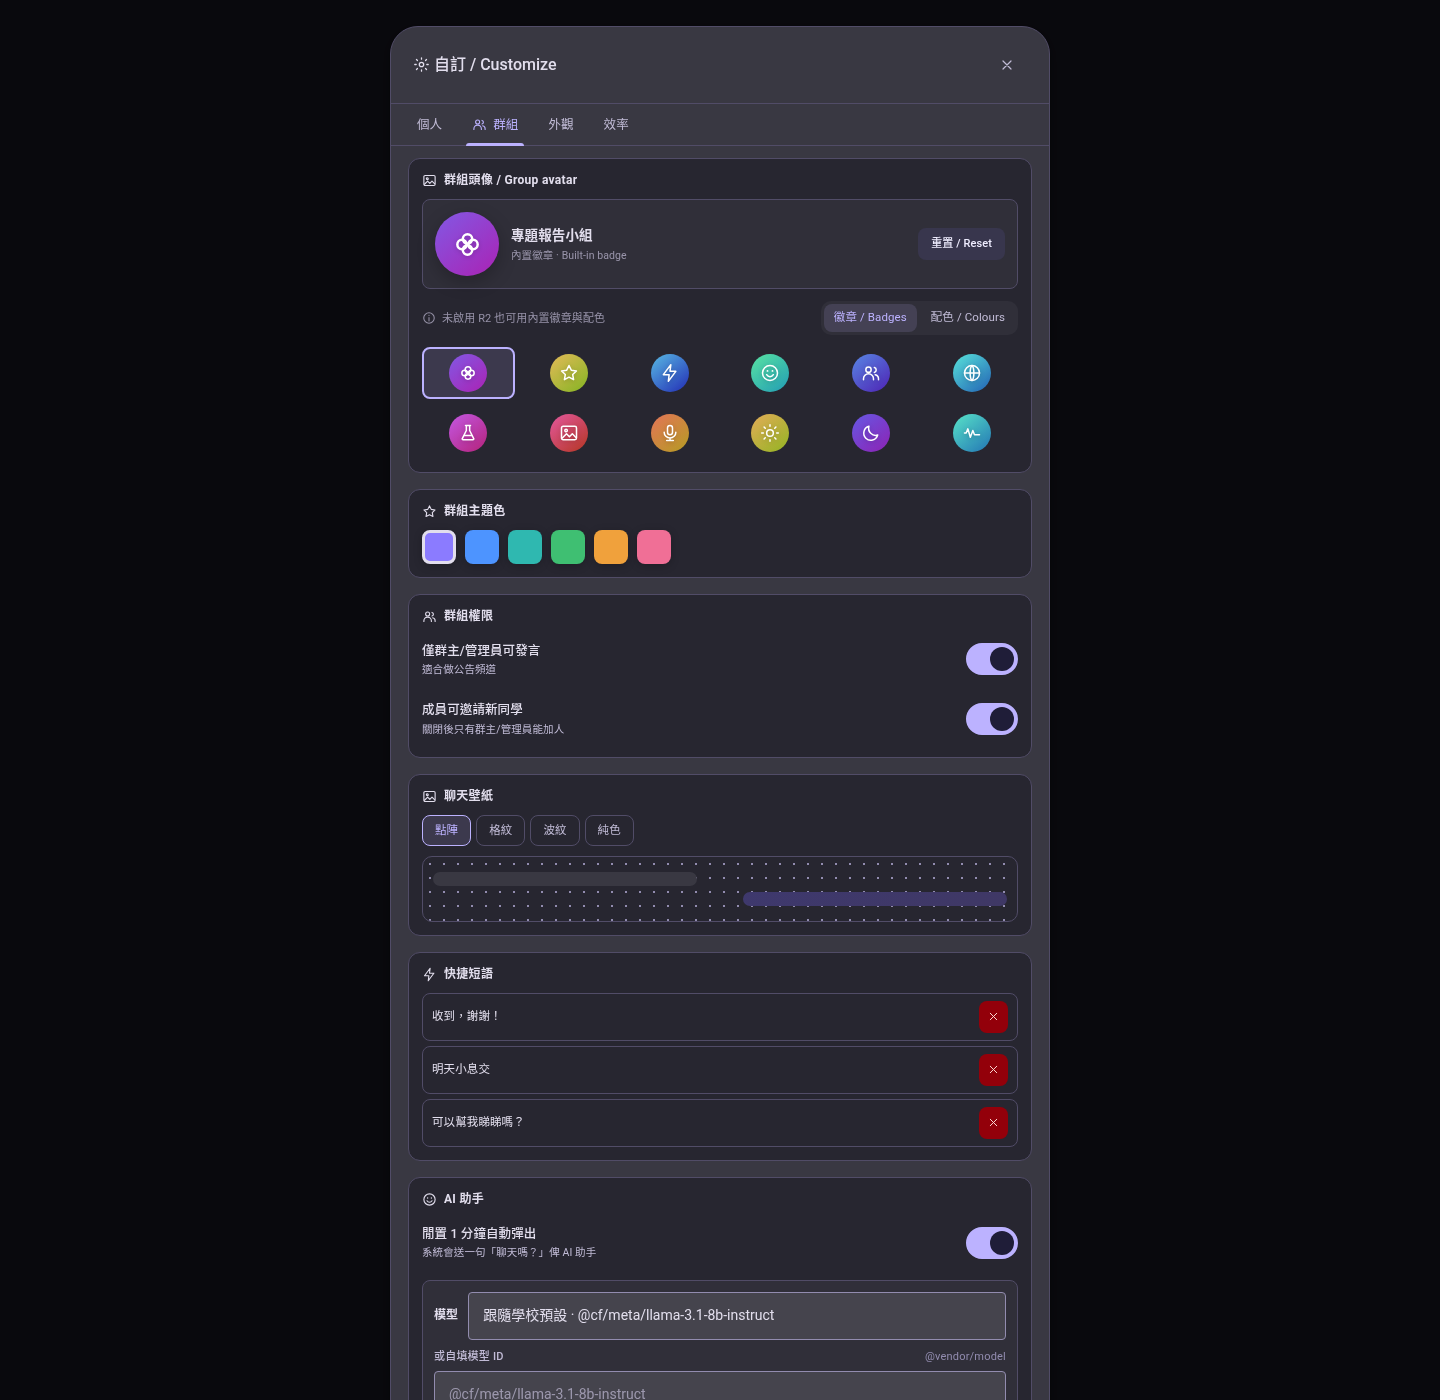 自訂 / Customize
個人
群組
外觀
效率
群組頭像 / Group avatar
專題報告小組
內置徽章 · Built-in badge
重置 / Reset
未啟用 R2 也可用內置徽章與配色
徽章 / Badges
配色 / Colours
群組主題色
群組權限
僅群主/管理員可發言
適合做公告頻道
成員可邀請新同學
關閉後只有群主/管理員能加人
聊天壁紙
點陣
格紋
波紋
純色
快捷短語
收到，謝謝！
明天小息交
可以幫我睇睇嗎？
AI 助手
閒置 1 分鐘自動彈出
系統會送一句「聊天嗎？」俾 AI 助手
模型
跟隨學校預設 · @cf/meta/llama-3.1-8b-instruct
或自填模型 ID
@vendor/model
@cf/meta/llama-3.1-8b-instruct